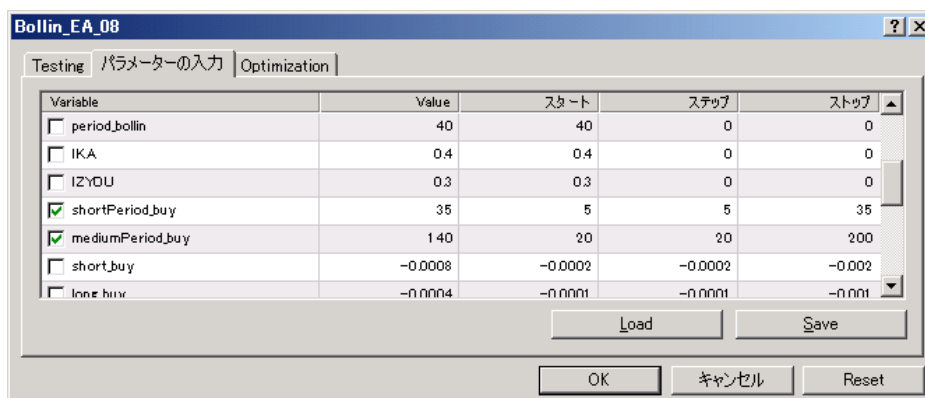 Bollin_EA_08
Testing パラメーターの入力 Optimization
Variable Value スタート ステップ ストップ
period_bollin 40 40 0 0
IKA 0.4 0.4 0 0
IZYOU 0.3 0.3 0 0
shortPeriod_buy 35 5 5 35
mediumPeriod_buy 140 20 20 200
short_buy -0.0008 -0.0002 -0.0002 -0.002
long_buy -0.0004 -0.0001 -0.0001 -0.001
Load Save
OK キャンセル Reset